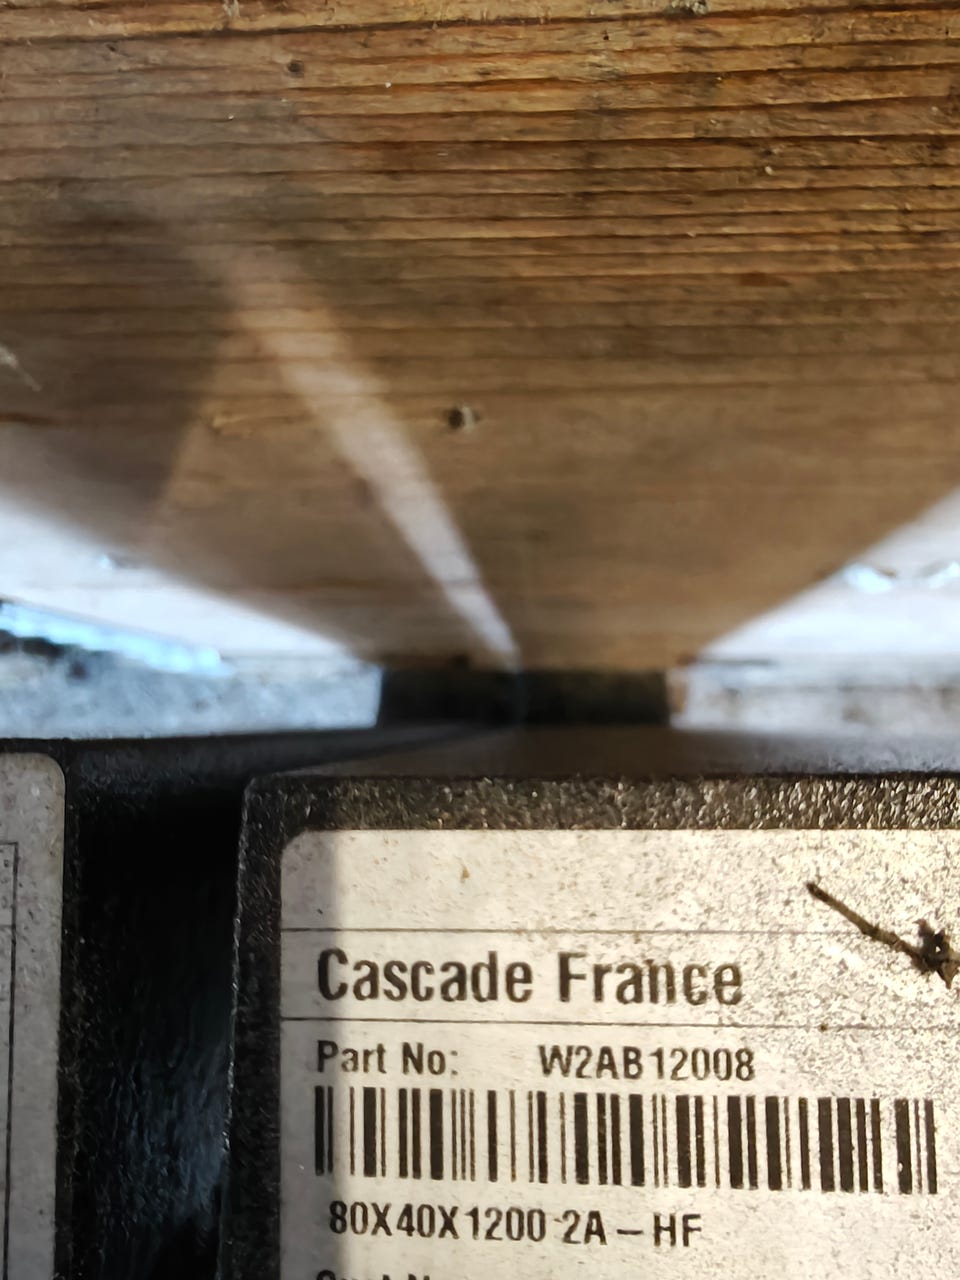 Cascade France
Part No: W2AB12008
80X40X1200 2A – HF